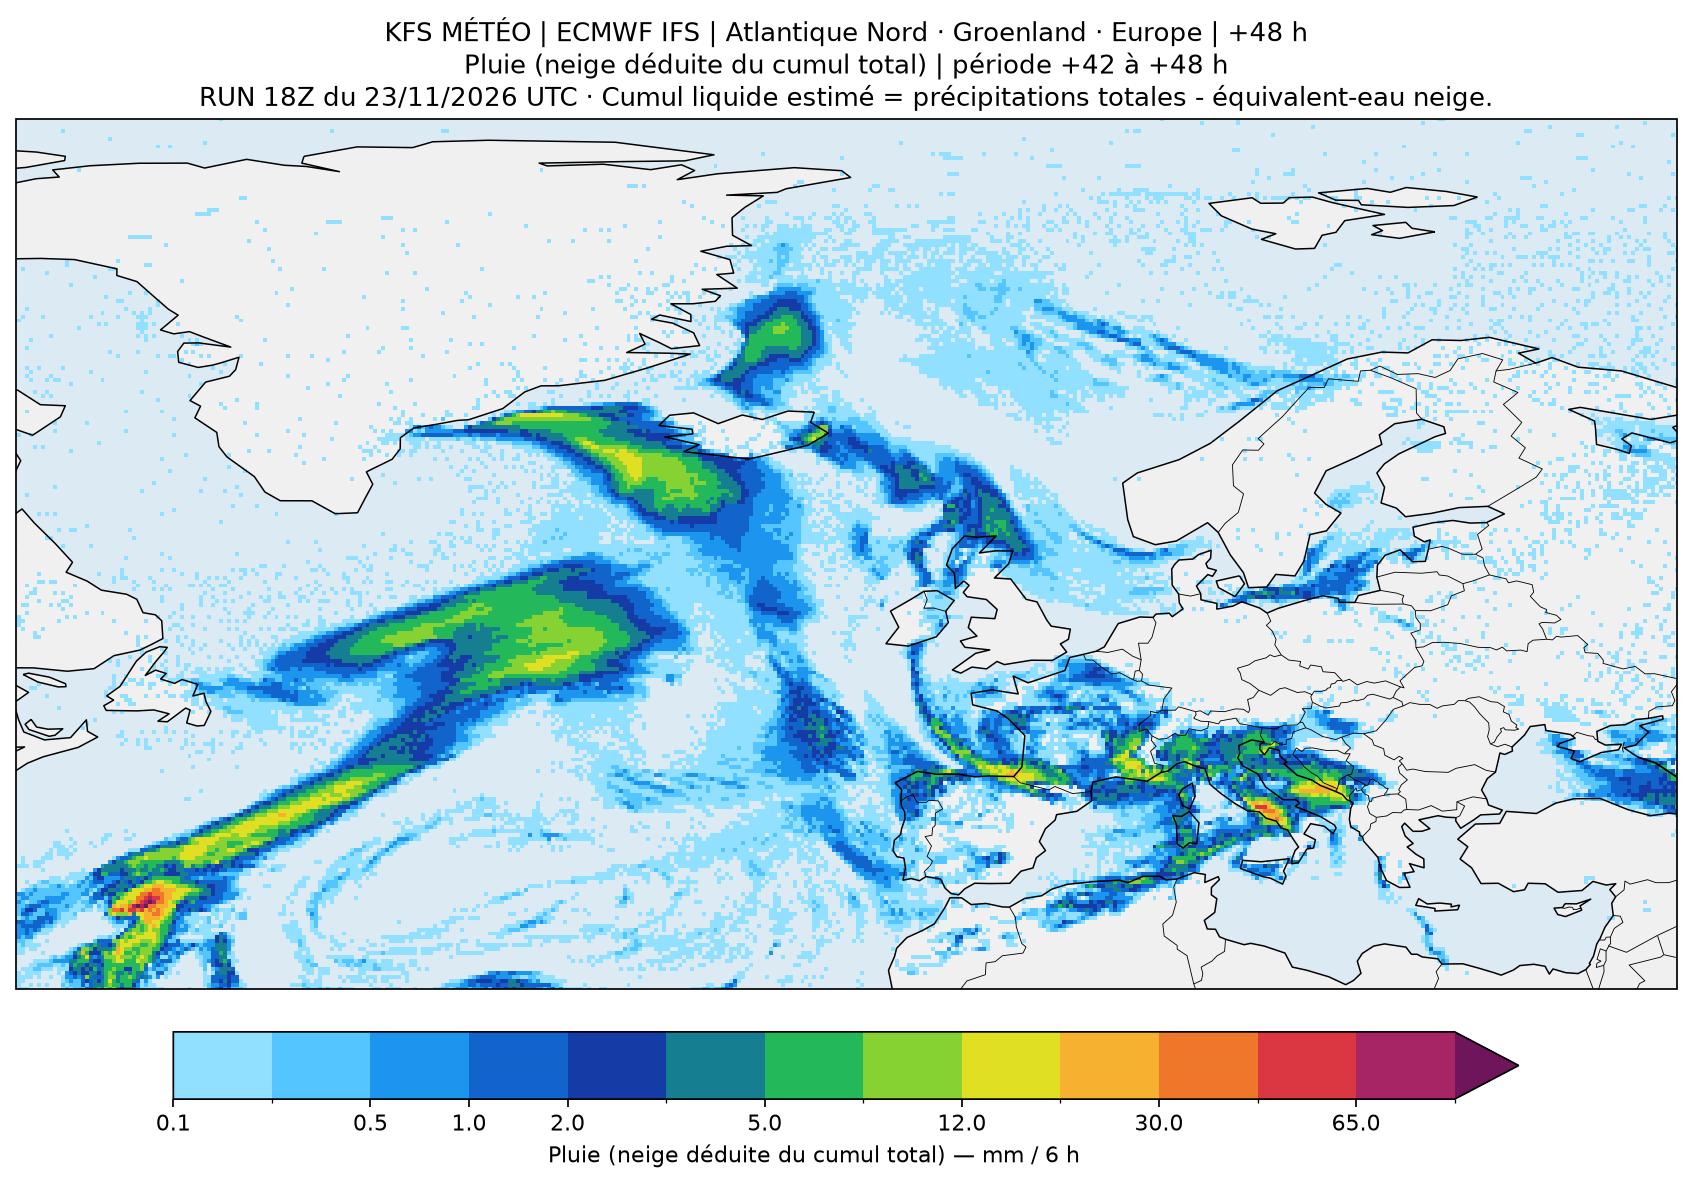 KFS MÉTÉO | ECMWF IFS | Atlantique Nord · Groenland · Europe | +48 h
Pluie (neige déduite du cumul total) | période +42 à +48 h
RUN 18Z du 23/11/2026 UTC · Cumul liquide estimé = précipitations totales - équivalent-eau neige.
0.1 0.5 1.0 2.0 5.0 12.0 30.0 65.0
Pluie (neige déduite du cumul total) — mm / 6 h